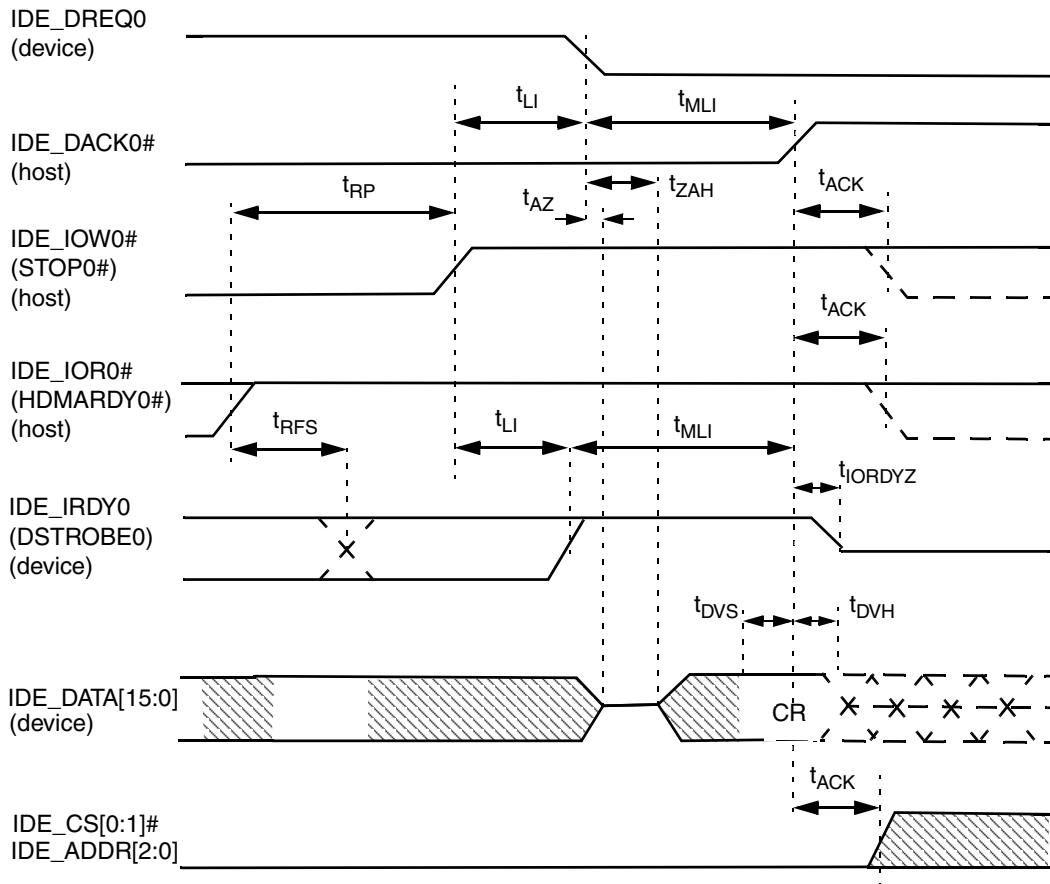 IDE_DREQ0
(device)
tLI
tMLI
IDE_DACK0#
(host)
tRP
tAZ
tZAH
tACK
IDE_IOW0#
(STOP0#)
(host)
tACK
IDE_IOR0#
(HDMARDY0#)
(host)
tRFS
tLI
tMLI
tIORDYZ
IDE_IRDY0
(DSTROBE0)
(device)
tDVS
tDVH
IDE_DATA[15:0]
(device)
CR
tACK
IDE_CS[0:1]#
IDE_ADDR[2:0]